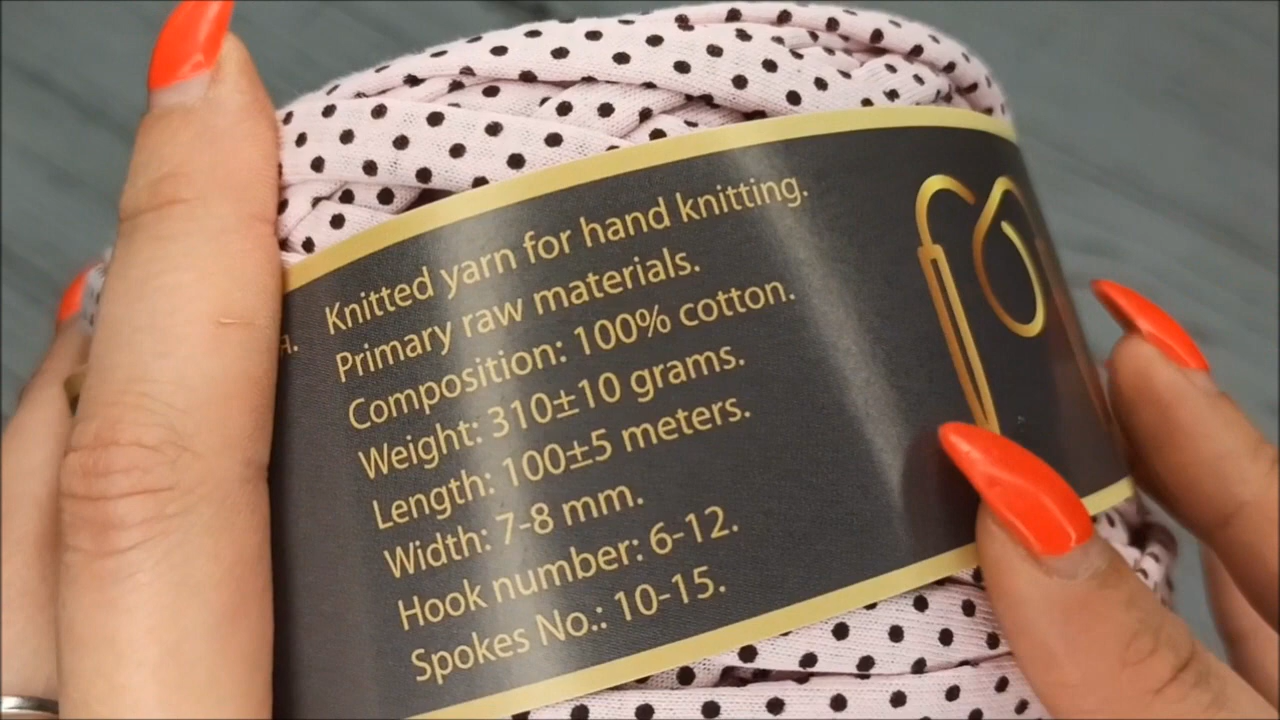 Knitted yarn for hand knitting.
Primary raw materials.
Composition: 100% cotton.
Weight: 310±10 grams.
Length: 100±5 meters.
Width: 7-8 mm.
Hook number: 6-12.
Spokes No.: 10-15.